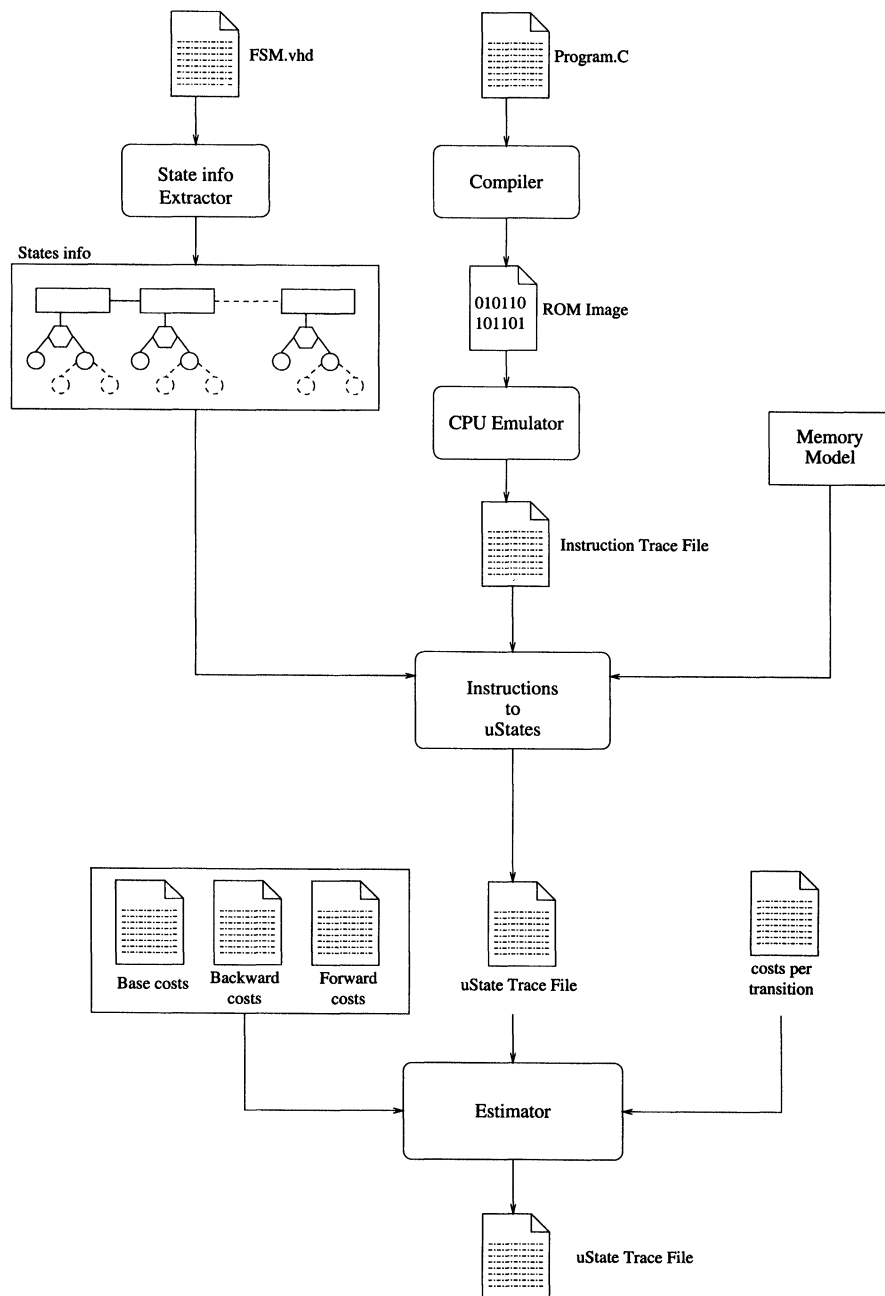 FSM.vhd
Program.C
State info
Extractor
Compiler
States info
010110
101101
ROM Image
CPU Emulator
Memory
Model
Instruction Trace File
Instructions
to
uStates
Base costs
Backward
costs
Forward
costs
uState Trace File
costs per
transition
Estimator
uState Trace File